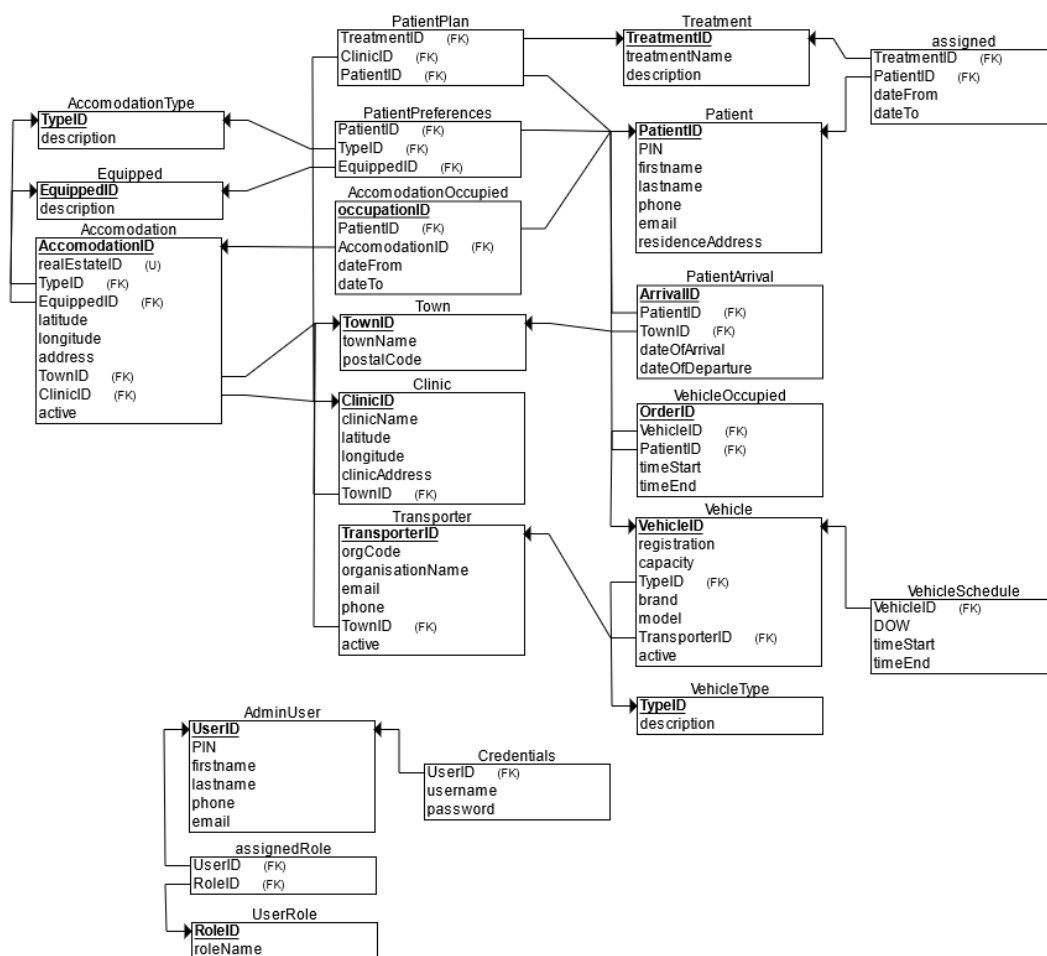 PatientPlan
TreatmentID (FK)
ClinicID (FK)
PatientID (FK)
Treatment
TreatmentID
treatmentName
description
assigned
TreatmentID (FK)
PatientID (FK)
dateFrom
dateTo
AccomodationType
TypeID
description
PatientPreferences
PatientID (FK)
TypeID (FK)
EquippedID (FK)
Patient
PatientID
PIN
firstname
lastname
phone
email
residenceAddress
Equipped
EquippedID
description
AccomodationOccupied
occupationID
PatientID (FK)
AccomodationID (FK)
dateFrom
dateTo
Accomodation
AccomodationID
realEstateID (U)
TypeID (FK)
EquippedID (FK)
latitude
longitude
address
TownID (FK)
ClinicID (FK)
active
PatientArrival
ArrivalID
PatientID (FK)
TownID (FK)
dateOfArrival
dateOfDeparture
Town
TownID
townName
postalCode
Clinic
ClinicID
clinicName
latitude
longitude
clinicAddress
TownID (FK)
VehicleOccupied
OrderID
VehicleID (FK)
PatientID (FK)
timeStart
timeEnd
Transporter
TransporterID
orgCode
organisationName
email
phone
TownID (FK)
active
Vehicle
VehicleID
registration
capacity
TypeID (FK)
brand
model
TransporterID (FK)
active
VehicleSchedule
VehicleID (FK)
DOW
timeStart
timeEnd
VehicleType
TypeID
description
AdminUser
UserID
PIN
firstname
lastname
phone
email
Credentials
UserID (FK)
username
password
assignedRole
UserID (FK)
RoleID (FK)
UserRole
RoleID
roleName